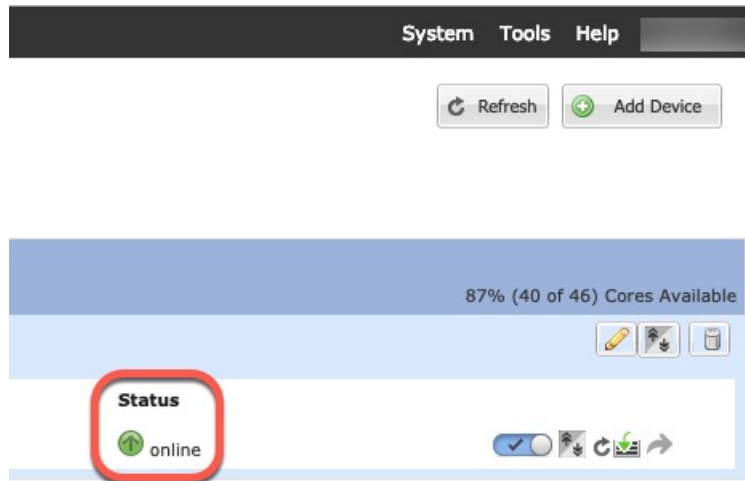 System Tools Help
Refresh Add Device
87% (40 of 46) Cores Available
Status
online